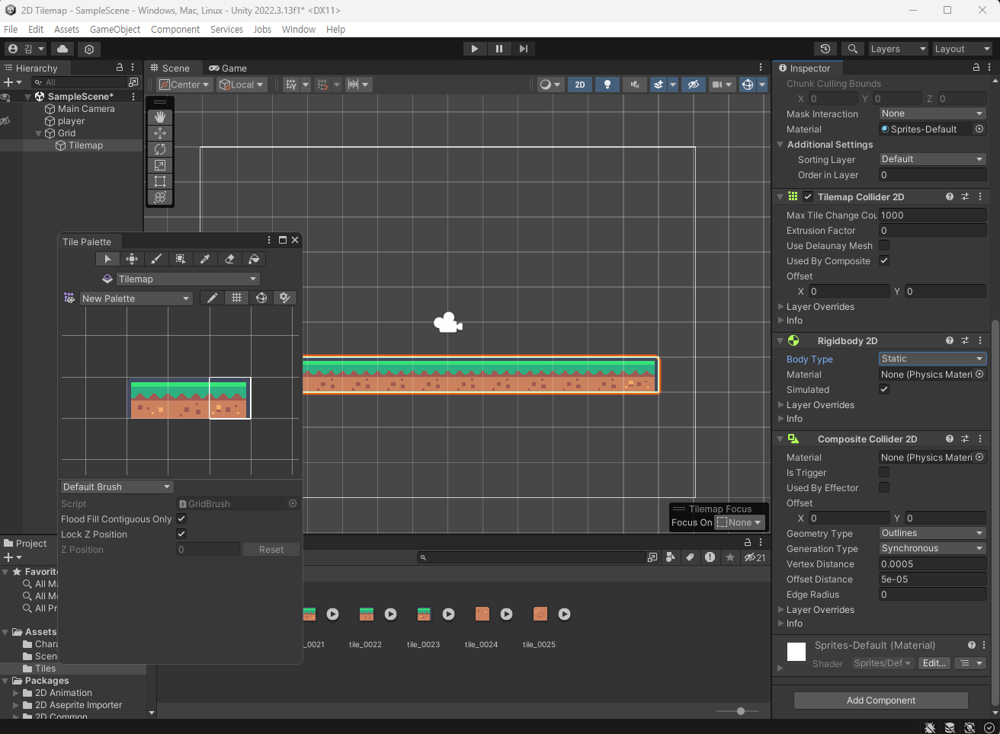 2D Tilemap - SampleScene - Windows, Mac, Linux - Unity 2022.3.13f1* <DX11>
File Edit Assets GameObject Component Services Jobs Window Help
김
Layers
Layout
Hierarchy
All
SampleScene*
Main Camera
player
Grid
Tilemap
Scene
Game
Center
Local
2D
Tilemap Focus
Focus On
None
Tile Palette
Tilemap
New Palette
Default Brush
Script
GridBrush
Flood Fill Contiguous Only
Lock Z Position
Z Position
0
Reset
Project
21
Favorite
All Ma
All Mo
All Pr
Assets
Chara
Scen
Tiles
Packages
2D Animation
2D Aseprite Importer
2D Common
_0021
tile_0022
tile_0023
tile_0024
tile_0025
Inspector
Chunk Culling Bounds
X 0 Y 0 Z 0
Mask Interaction None
Material Sprites-Default
Additional Settings
Sorting Layer Default
Order in Layer 0
Tilemap Collider 2D
Max Tile Change Cou 1000
Extrusion Factor 0
Use Delaunay Mesh
Used By Composite
Offset
X 0 Y 0
Layer Overrides
Info
Rigidbody 2D
Body Type Static
Material None (Physics Materi
Simulated
Layer Overrides
Info
Composite Collider 2D
Material None (Physics Materi
Is Trigger
Used By Effector
Offset
X 0 Y 0
Geometry Type Outlines
Generation Type Synchronous
Vertex Distance 0.0005
Offset Distance 5e-05
Edge Radius 0
Layer Overrides
Info
Sprites-Default (Material)
Shader Sprites/Def Edit...
Add Component